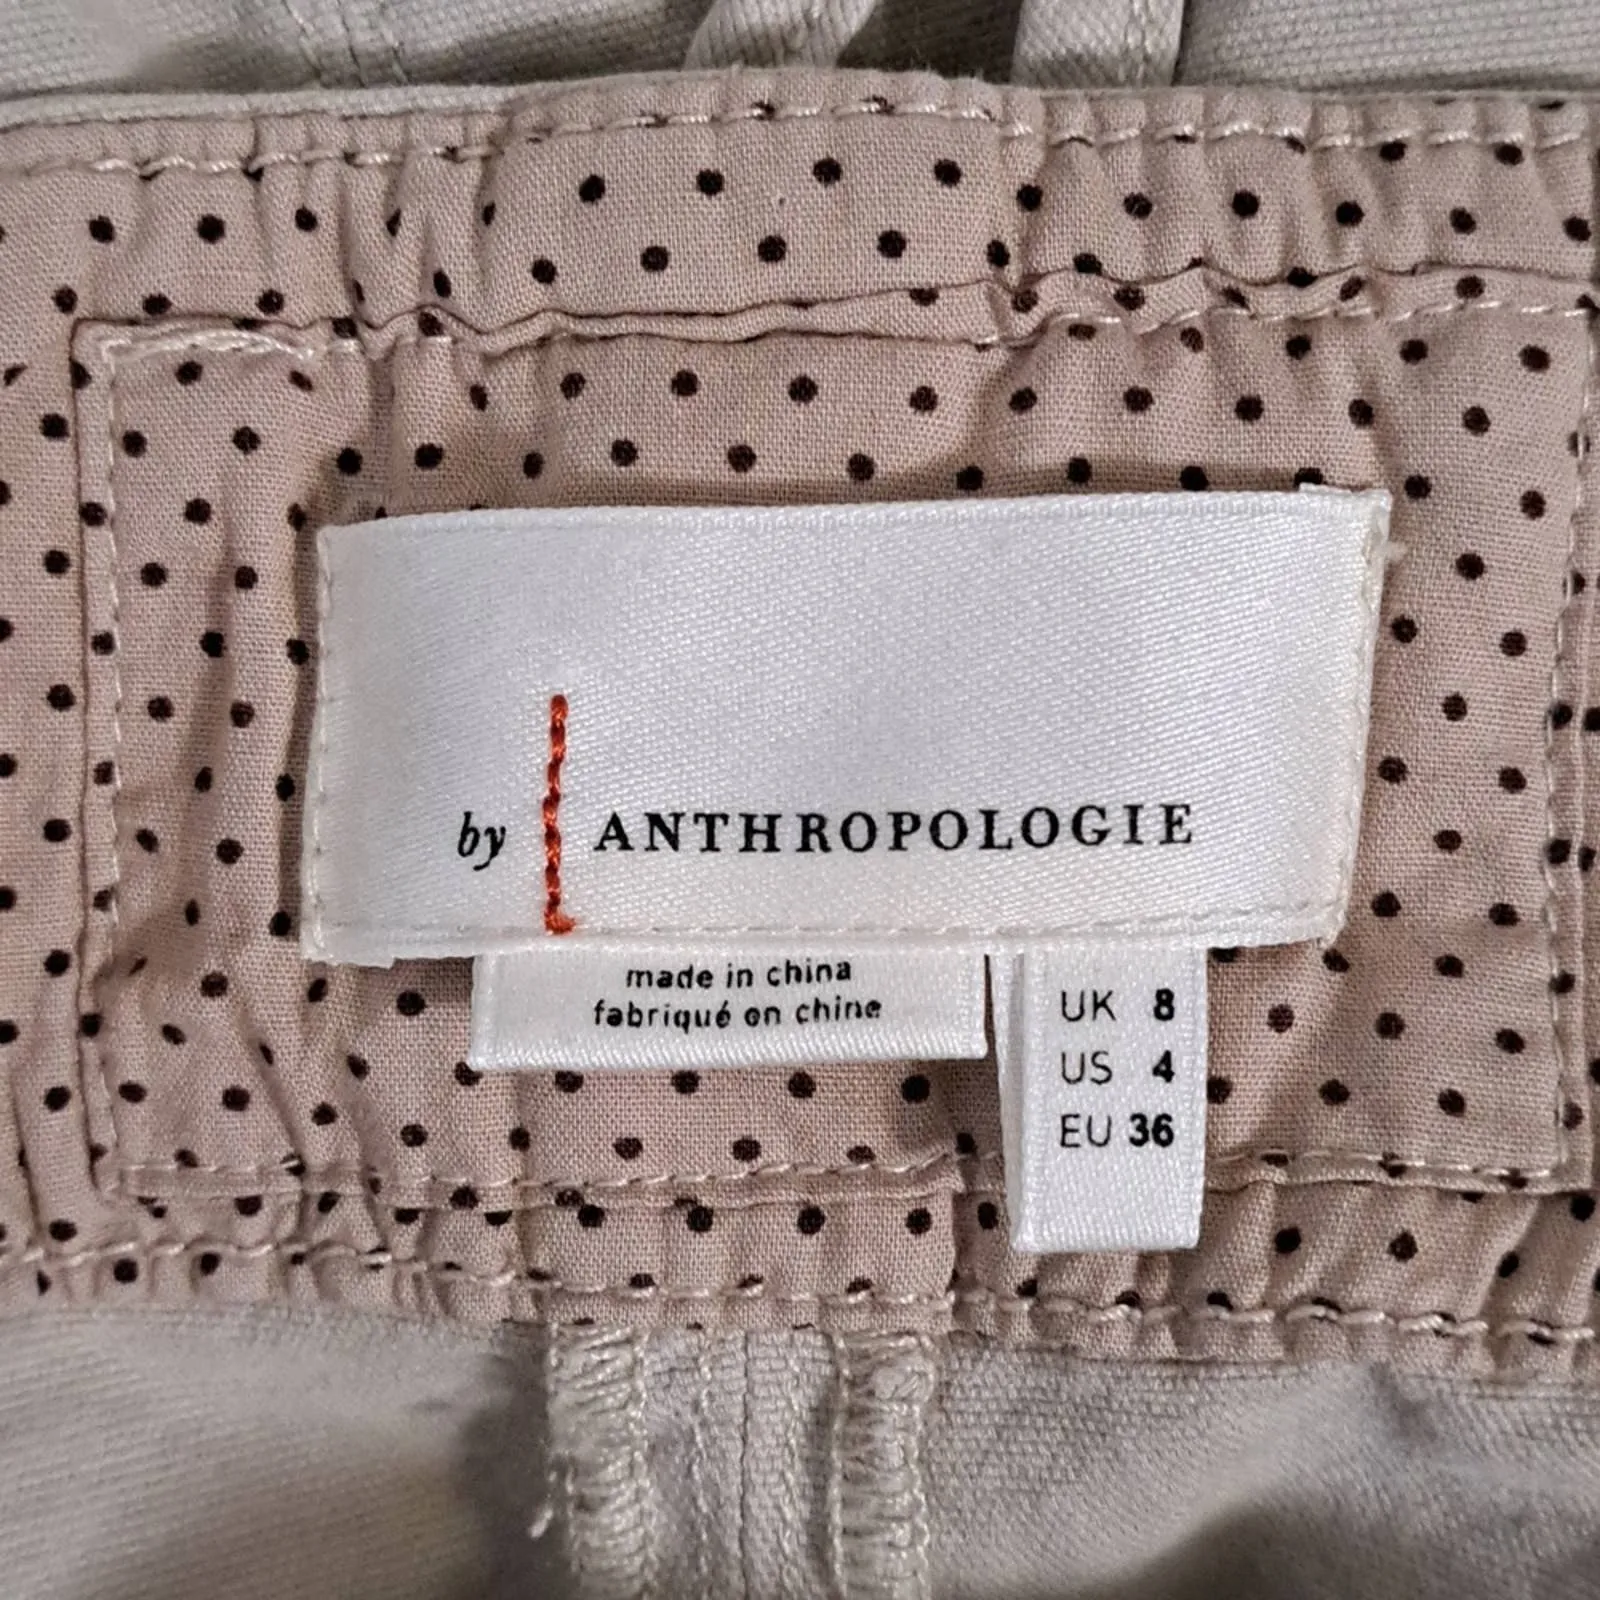 by ANTHROPOLOGIE
made in china
fabriqué en chine
UK 8
US 4
EU 36